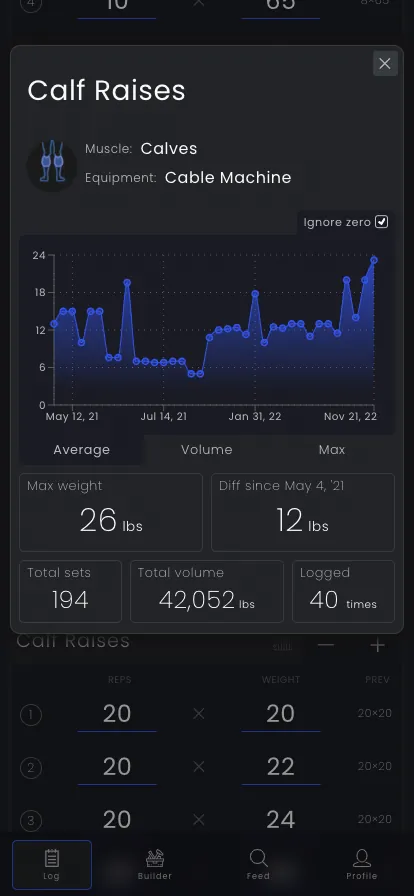 4 10 × 65 8×65
Calf Raises
Muscle: Calves
Equipment: Cable Machine
Ignore zero
24
18
12
6
0
May 12, 21 Jul 14, 21 Jan 31, 22 Nov 21, 22
Average Volume Max
Max weight Diff since May 4, '21
26 lbs 12 lbs
Total sets Total volume Logged
194 42,052 lbs 40 times
Calf Raises
REPS WEIGHT PREV
1 20 × 20 20×20
2 20 × 22 20×20
3 20 × 24 20×20
Log Builder Feed Profile